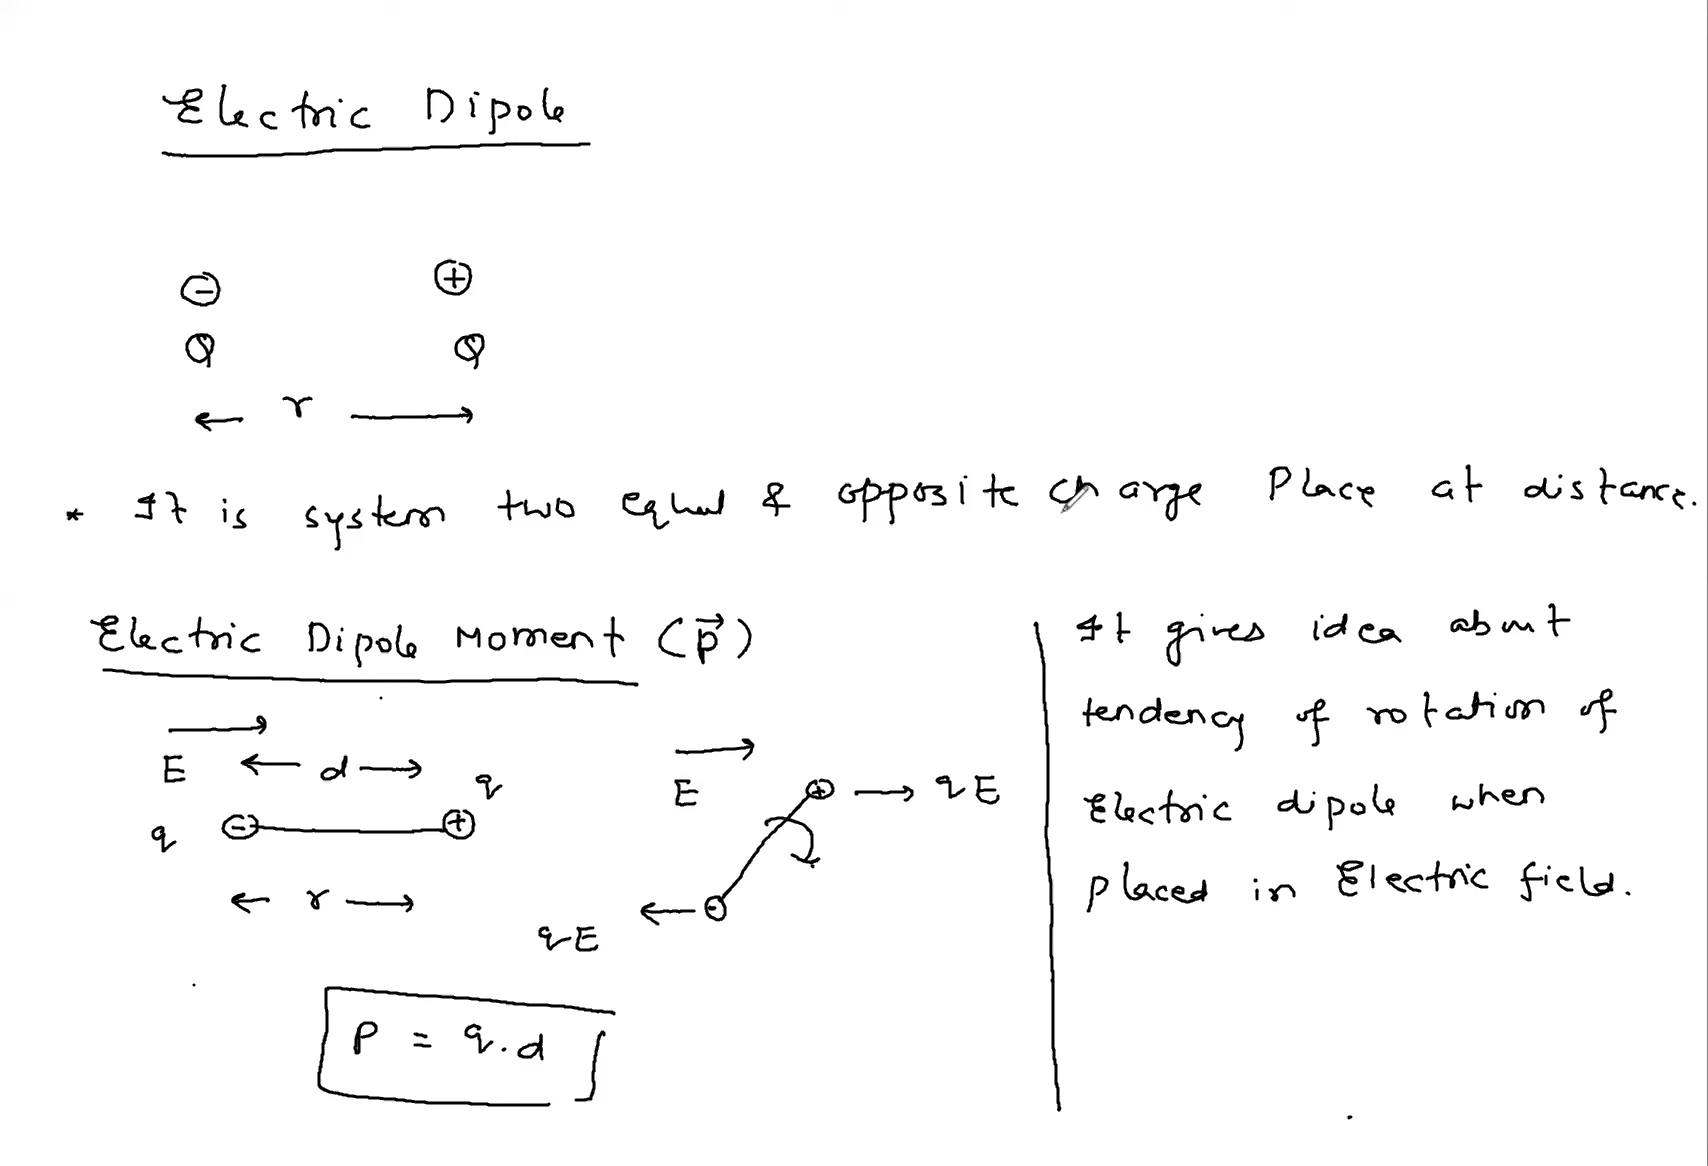 Electric Dipole
⊖ ⊕
Q Q
← r →
* It is system two equal & opposite charge Place at distance.
Electric Dipole Moment (p⃗)
→
E ← d → q
q ⊖ ⊕
← r →
→
E ⊕ → qE
← ⊖
qE
P = q.d
It gives idea about
tendency of rotation of
Electric dipole when
placed in Electric field.